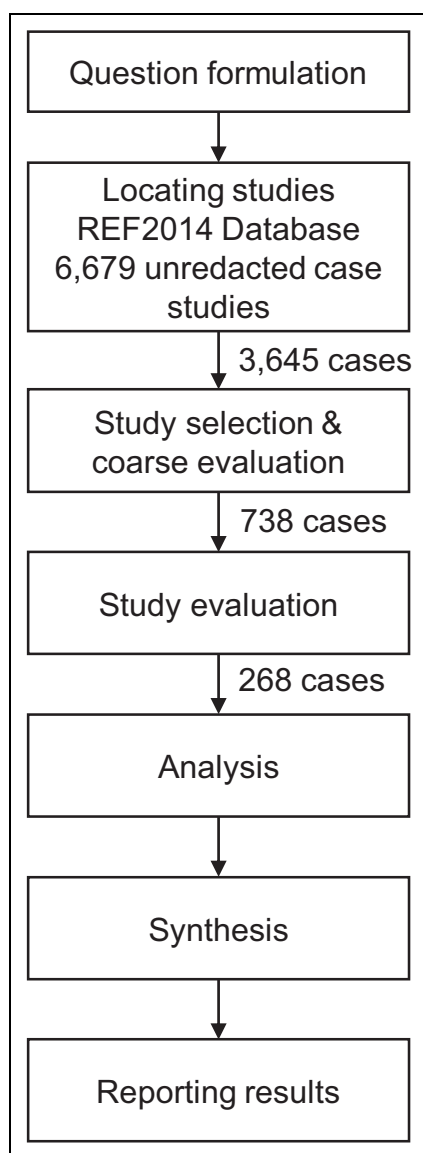 Question formulation
Locating studies
REF2014 Database
6,679 unredacted case
studies
3,645 cases
Study selection &
coarse evaluation
738 cases
Study evaluation
268 cases
Analysis
Synthesis
Reporting results